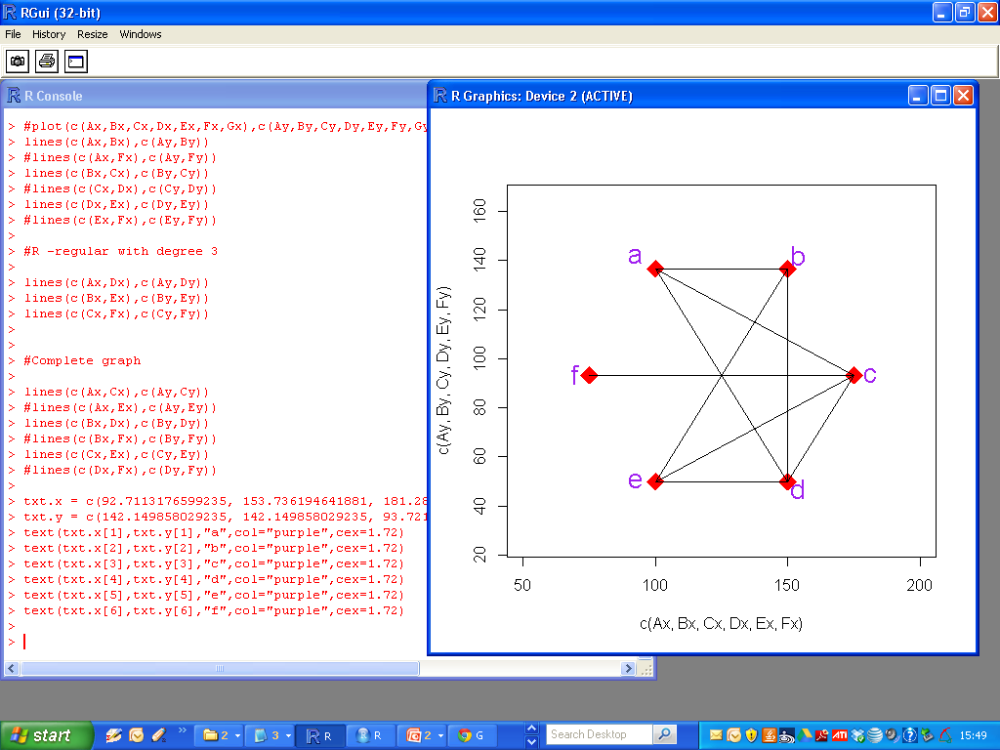 RGui (32-bit)
File History Resize Windows
R Console
> #plot(c(Ax,Bx,Cx,Dx,Ex,Fx,Gx),c(Ay,By,Cy,Dy,Ey,Fy,Gy
> lines(c(Ax,Bx),c(Ay,By))
> #lines(c(Ax,Fx),c(Ay,Fy))
> lines(c(Bx,Cx),c(By,Cy))
> #lines(c(Cx,Dx),c(Cy,Dy))
> lines(c(Dx,Ex),c(Dy,Ey))
> #lines(c(Ex,Fx),c(Ey,Fy))
>
> #R -regular with degree 3
>
> lines(c(Ax,Dx),c(Ay,Dy))
> lines(c(Bx,Ex),c(By,Ey))
> lines(c(Cx,Fx),c(Cy,Fy))
>
>
> #Complete graph
>
> lines(c(Ax,Cx),c(Ay,Cy))
> #lines(c(Ax,Ex),c(Ay,Ey))
> lines(c(Bx,Dx),c(By,Dy))
> #lines(c(Bx,Fx),c(By,Fy))
> lines(c(Cx,Ex),c(Cy,Ey))
> #lines(c(Dx,Fx),c(Dy,Fy))
>
> txt.x = c(92.7113176599235, 153.736194641881, 181.28
> txt.y = c(142.149858029235, 142.149858029235, 93.721
> text(txt.x[1],txt.y[1],"a",col="purple",cex=1.72)
> text(txt.x[2],txt.y[2],"b",col="purple",cex=1.72)
> text(txt.x[3],txt.y[3],"c",col="purple",cex=1.72)
> text(txt.x[4],txt.y[4],"d",col="purple",cex=1.72)
> text(txt.x[5],txt.y[5],"e",col="purple",cex=1.72)
> text(txt.x[6],txt.y[6],"f",col="purple",cex=1.72)
>
>
R Graphics: Device 2 (ACTIVE)
c(Ay, By, Cy, Dy, Ey, Fy)
160
140
120
100
80
60
40
20
a
b
f
c
e
d
50 100 150 200
c(Ax, Bx, Cx, Dx, Ex, Fx)
start
2
3
R
R
2
G
Search Desktop
ATI
15:49